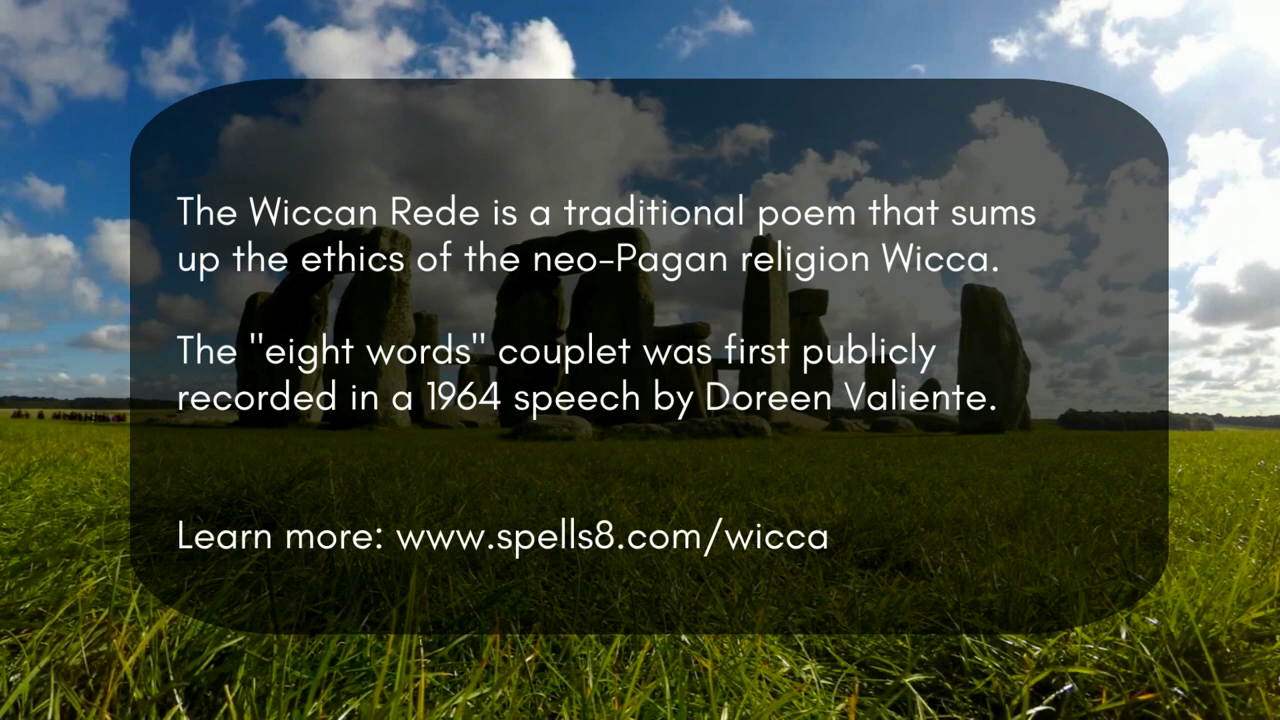 The Wiccan Rede is a traditional poem that sums
up the ethics of the neo-Pagan religion Wicca.
The "eight words" couplet was first publicly
recorded in a 1964 speech by Doreen Valiente.
Learn more: www.spells8.com/wicca